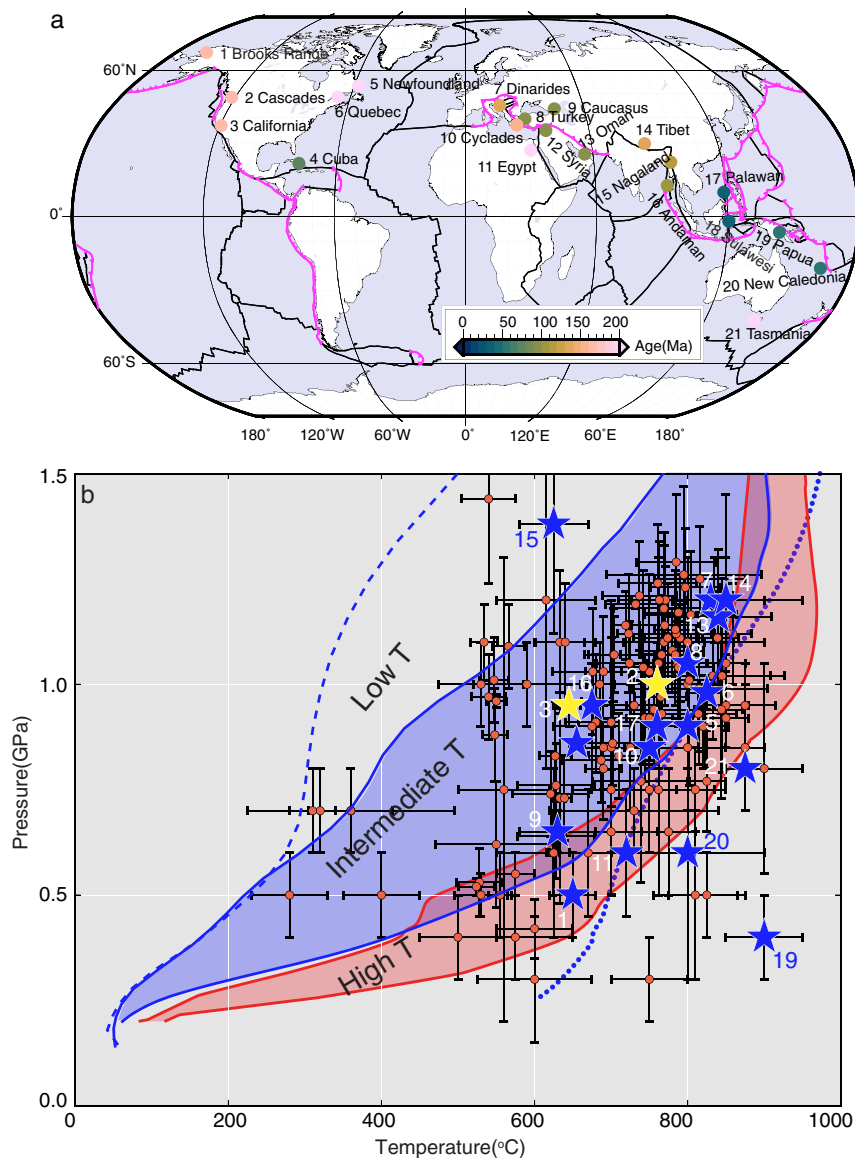 a
60˚N
1 Brooks Range
5 Newfoundland
7 Dinarides
2 Cascades
9 Caucasus
6 Quebec
8 Turkey
3 California
10 Cyclades
13 Oman
14 Tibet
12 Syria
11 Egypt
4 Cuba
15 Nagaland
17 Palawan
0˚
16 Andaman
18 Sulawesi
19 Papua
20 New Caledonia
0 50 100 150 200
Age(Ma)
21 Tasmania
60˚S
180˚ 120˚W 60˚W 0˚ 120˚E 60˚E 180˚
b
1.5
15
7 14
13
Low T
8
2
16
6
1.0
3
17
5
10
21
Intermediate T
9
20
11
0.5
1
High T
19
0.0
Pressure(GPa)
0 200 400 600 800 1000
Temperature(°C)